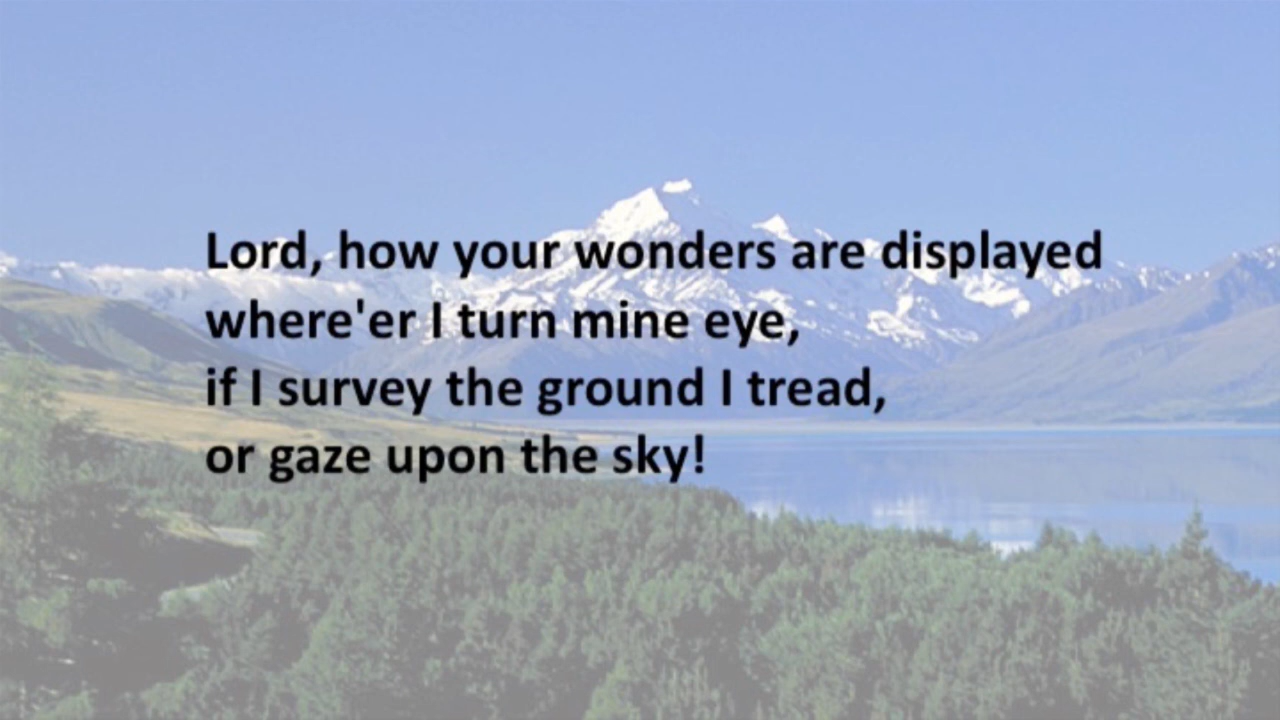 Lord, how your wonders are displayed
where'er I turn mine eye,
if I survey the ground I tread,
or gaze upon the sky!